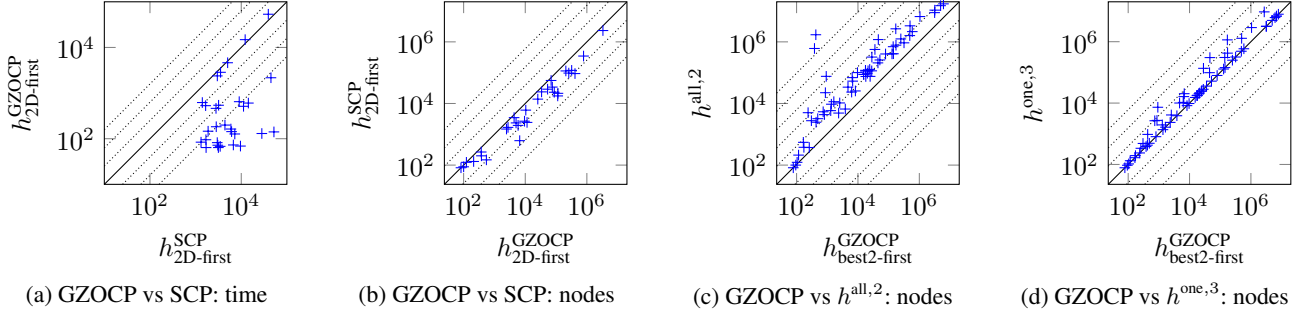 10^4
10^2
10^2
10^4
h^GZOCP_2D-first
h^SCP_2D-first
(a) GZOCP vs SCP: time
10^6
10^4
10^2
10^2
10^4
10^6
h^SCP_2D-first
h^GZOCP_2D-first
(b) GZOCP vs SCP: nodes
10^6
10^4
10^2
10^2
10^4
10^6
h^all,2
h^GZOCP_best2-first
(c) GZOCP vs h^all,2: nodes
10^6
10^4
10^2
10^2
10^4
10^6
h^one,3
h^GZOCP_best2-first
(d) GZOCP vs h^one,3: nodes